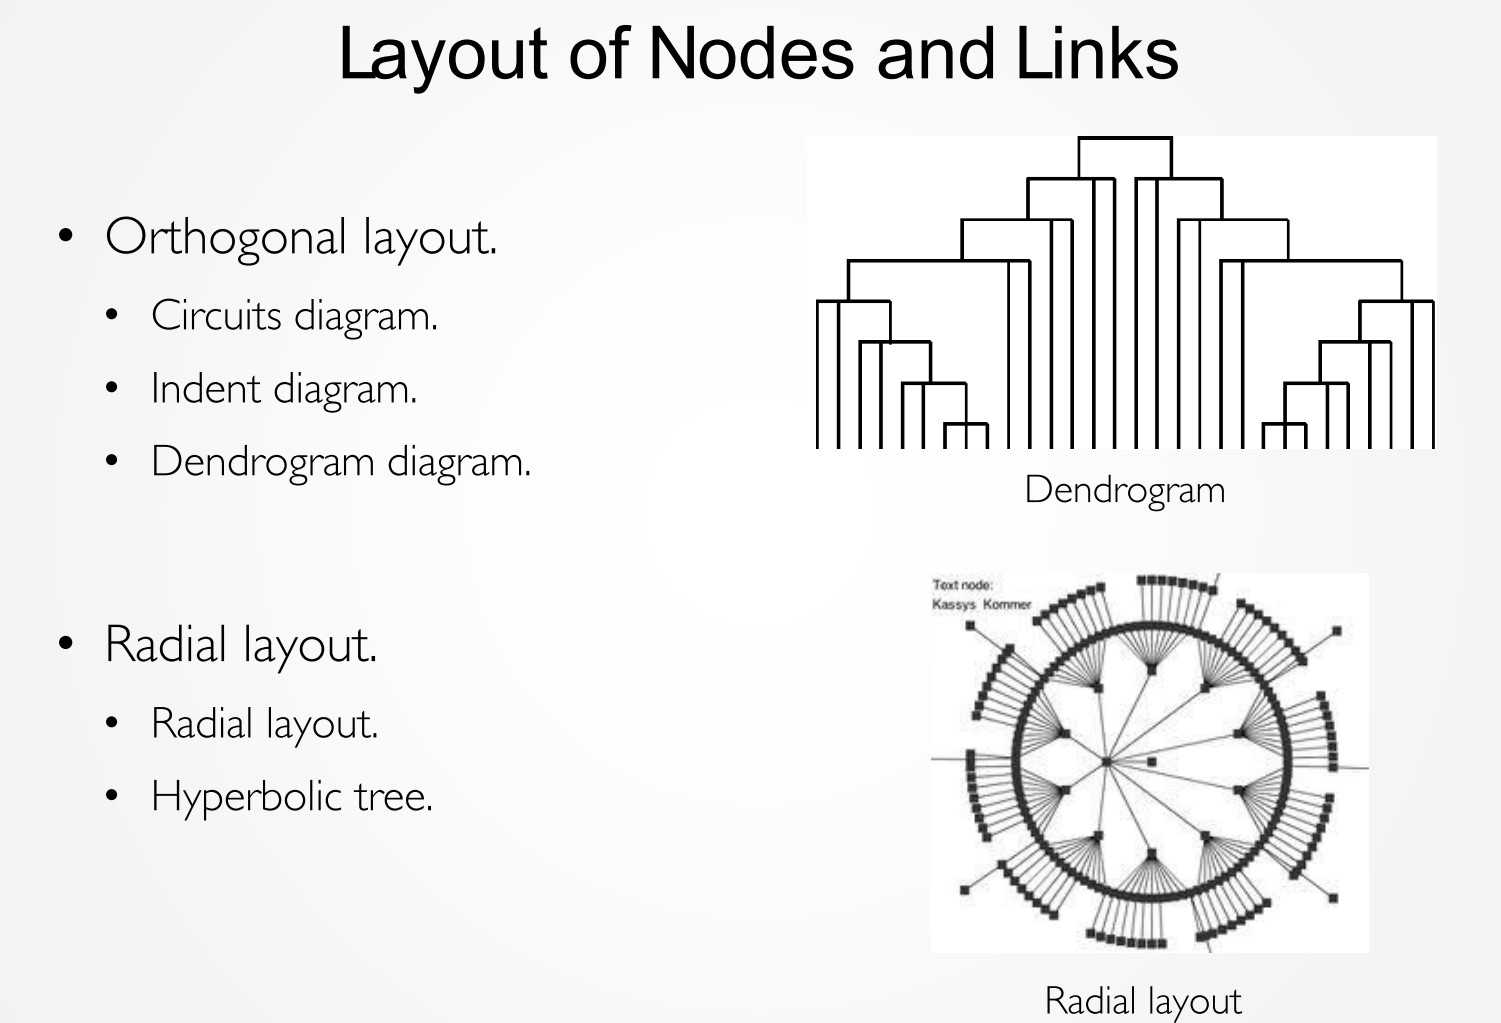 Layout of Nodes and Links
• Orthogonal layout.
• Circuits diagram.
• Indent diagram.
• Dendrogram diagram.
Dendrogram
• Radial layout.
• Radial layout.
• Hyperbolic tree.
Text node:
Kassys Kommer
Radial layout